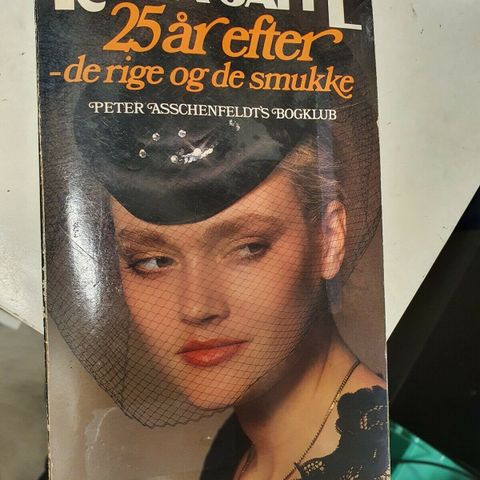 25 år efter
- de rige og de smukke
PETER ASSCHENFELDT'S BOGKLUB